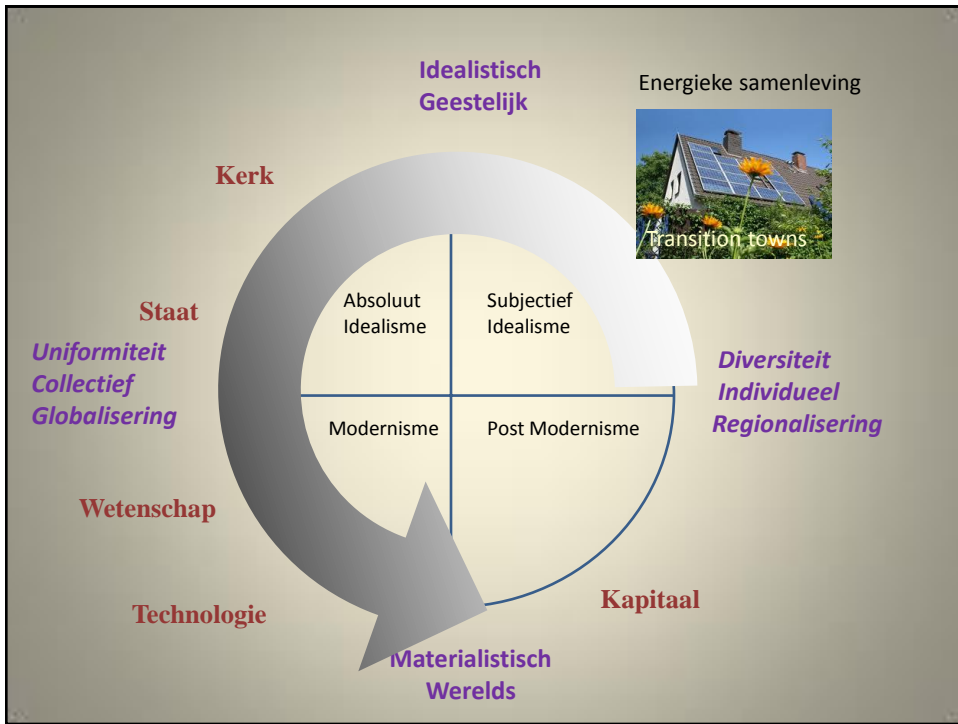 Idealistisch
Geestelijk
Energieke samenleving
Transition towns
Kerk
Staat
Absoluut
Idealisme
Subjectief
Idealisme
Uniformiteit
Collectief
Globalisering
Diversiteit
Individueel
Regionalisering
Modernisme
Post Modernisme
Wetenschap
Technologie
Kapitaal
Materialistisch
Werelds